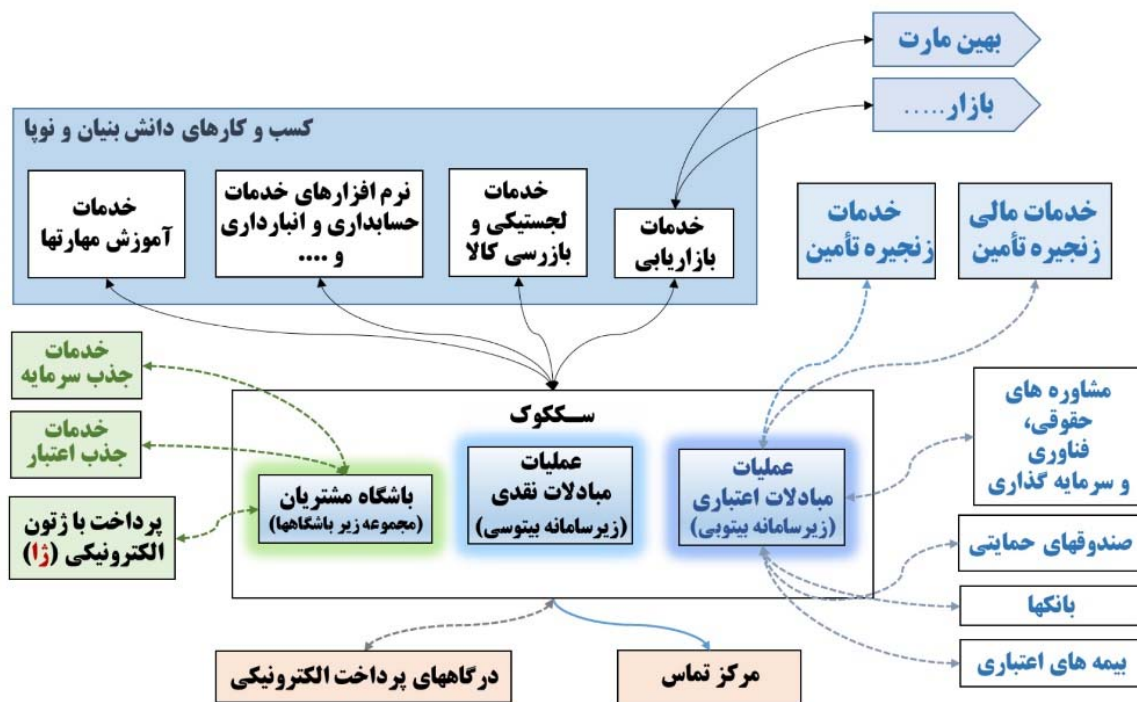 بهین مارت
بازار .....
کسب و کارهای دانش بنیان و نوپا
خدمات
بازاریابی
خدمات
لجستیکی و
بازرسی کالا
نرم افزارهای خدمات
حسابداری و انبارداری
و ....
خدمات
آموزش مهارتها
خدمات مالی
زنجیره تأمین
خدمات
زنجیره تأمین
خدمات
جذب سرمایه
خدمات
جذب اعتبار
پرداخت با ژتون
الکترونیکی (ژا)
سـککوک
عملیات
مبادلات اعتباری
(زیرسامانه بیتوبی)
عملیات
مبادلات نقدی
(زیرسامانه بیتوسی)
باشگاه مشتریان
(مجموعه زیر باشگاهها)
مشاوره های
حقوقی،
فناوری
و سرمایه گذاری
صندوقهای حمایتی
بانکها
بیمه های اعتباری
مرکز تماس
درگاههای پرداخت الکترونیکی